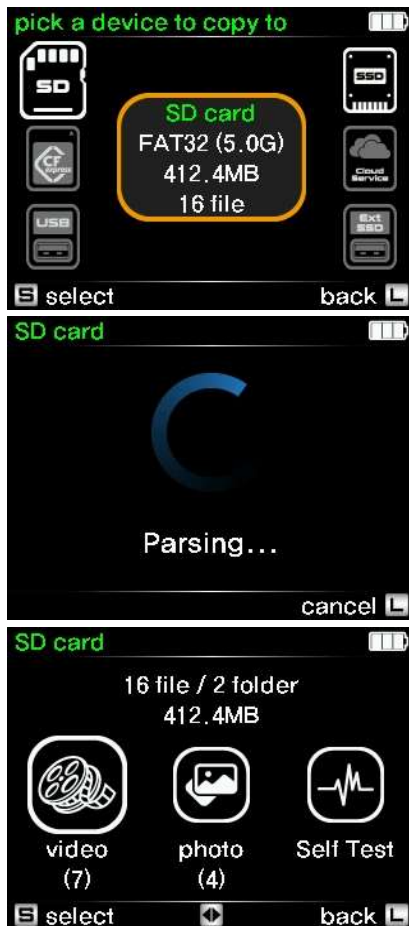 pick a device to copy to
SD
SSD
SD card
FAT32 (5.0G)
412.4MB
16 file
CF
express
Cloud
Service
USB
Ext
SSD
S select
back L
SD card
Parsing...
cancel L
SD card
16 file / 2 folder
412.4MB
video
(7)
photo
(4)
Self Test
S select
back L